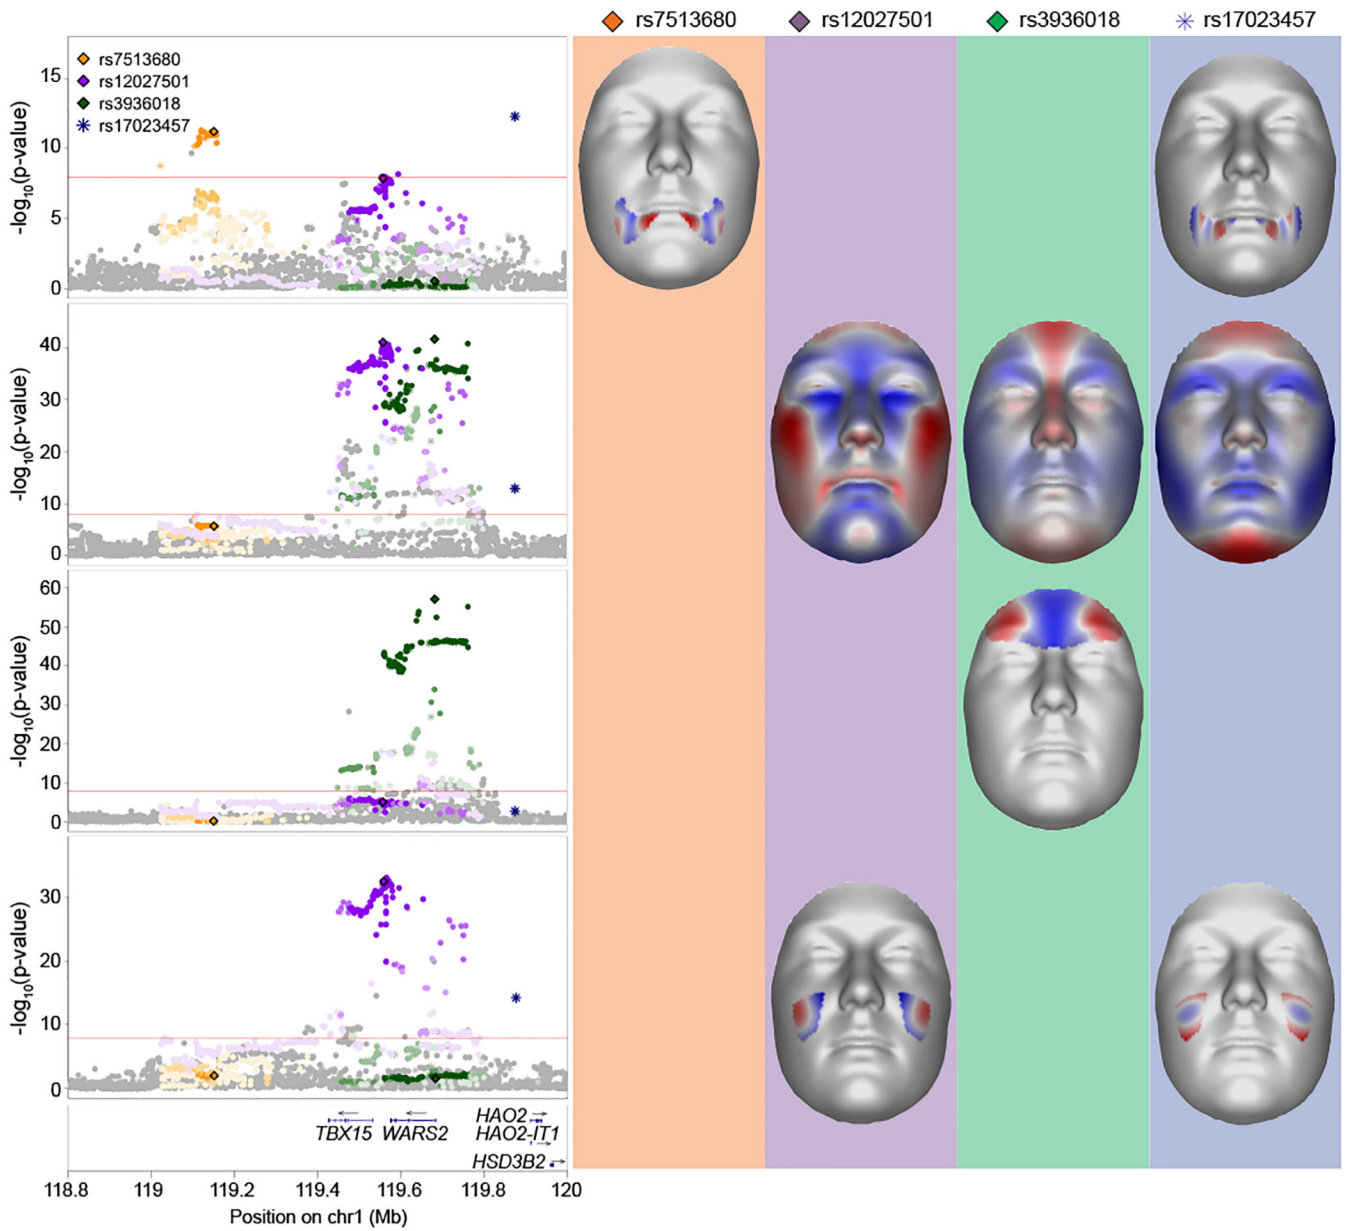 rs7513680 rs12027501 rs3936018 rs17023457
rs7513680
rs12027501
rs3936018
rs17023457
-log10(p-value)
15
10
5
0
-log10(p-value)
40
30
20
10
0
-log10(p-value)
60
50
40
30
20
10
0
-log10(p-value)
30
20
10
0
TBX15 WARS2 HAO2
HAO2-IT1
HSD3B2
118.8 119 119.2 119.4 119.6 119.8 120
Position on chr1 (Mb)